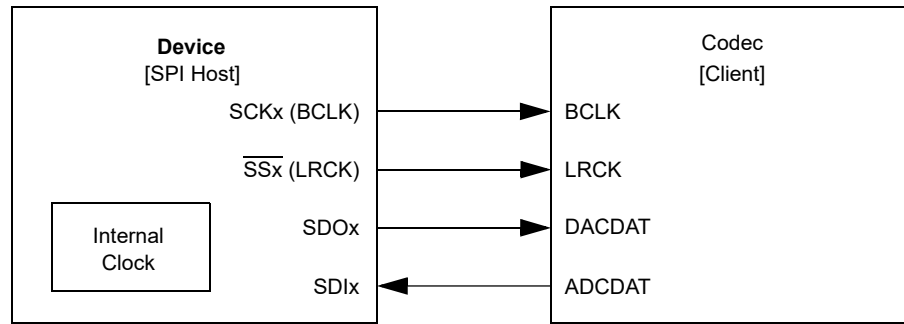 Device
[SPI Host]
SCKx (BCLK)
SSx (LRCK)
SDOx
SDIx
Internal
Clock
Codec
[Client]
BCLK
LRCK
DACDAT
ADCDAT